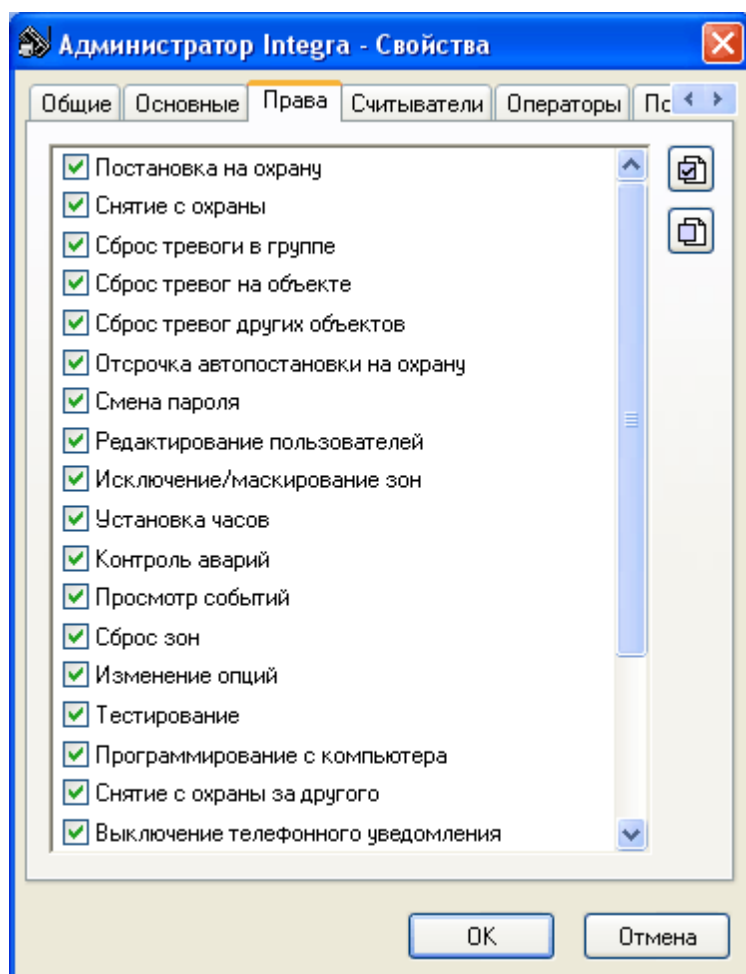 Администратор Integra - Свойства
Общие Основные Права Считыватели Операторы Пс
Постановка на охрану
Снятие с охраны
Сброс тревоги в группе
Сброс тревог на объекте
Сброс тревог других объектов
Отсрочка автопостановки на охрану
Смена пароля
Редактирование пользователей
Исключение/маскирование зон
Установка часов
Контроль аварий
Просмотр событий
Сброс зон
Изменение опций
Тестирование
Программирование с компьютера
Снятие с охраны за другого
Выключение телефонного уведомления
OK Отмена